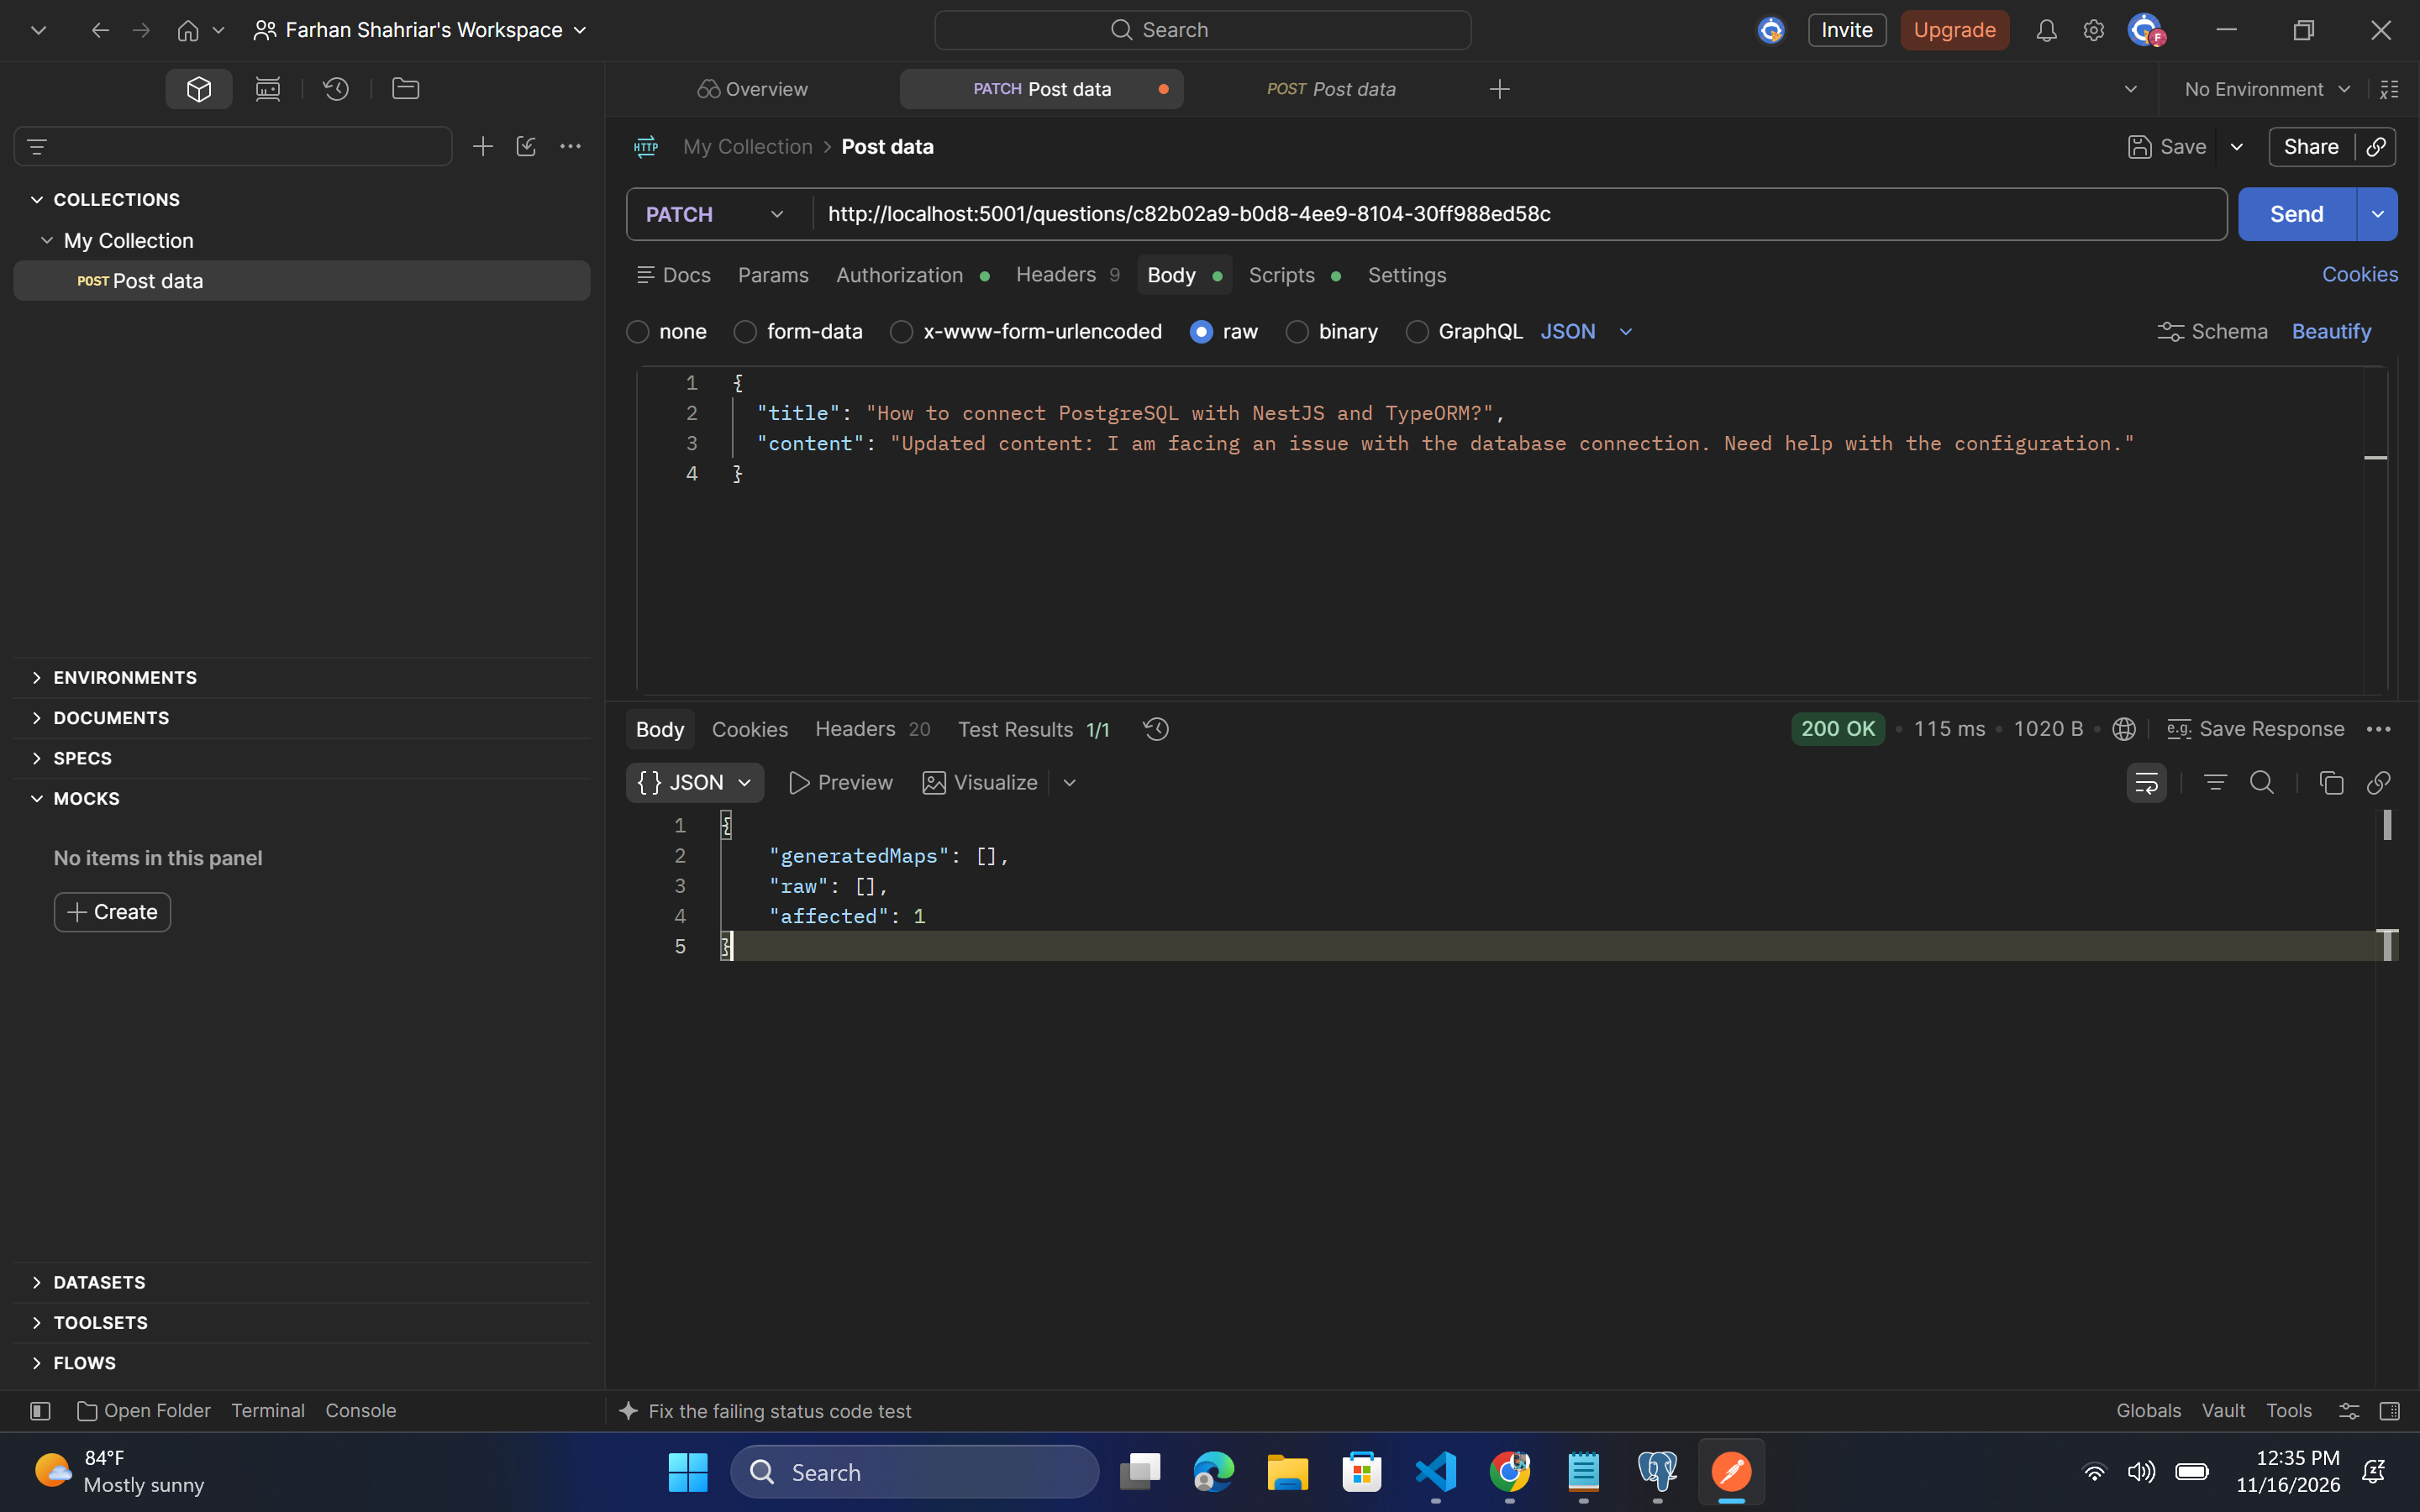 Farhan Shahriar's Workspace
Search
Invite
Upgrade
F
Overview
PATCH Post data
POST Post data
No Environment
COLLECTIONS
My Collection
POST Post data
ENVIRONMENTS
DOCUMENTS
SPECS
MOCKS
No items in this panel
Create
DATASETS
TOOLSETS
FLOWS
HTTP
My Collection > Post data
Save
Share
PATCH
http://localhost:5001/questions/c82b02a9-b0d8-4ee9-8104-30ff988ed58c
Send
Docs
Params
Authorization
Headers 9
Body
Scripts
Settings
Cookies
none
form-data
x-www-form-urlencoded
raw
binary
GraphQL
JSON
Schema
Beautify
1 {
2 "title": "How to connect PostgreSQL with NestJS and TypeORM?",
3 "content": "Updated content: I am facing an issue with the database connection. Need help with the configuration."
4 }
Body
Cookies
Headers 20
Test Results 1/1
200 OK • 115 ms • 1020 B
e.g. Save Response
{} JSON
Preview
Visualize
1 {
2 "generatedMaps": [],
3 "raw": [],
4 "affected": 1
5 }
Open Folder
Terminal
Console
Fix the failing status code test
Globals
Vault
Tools
84°F
Mostly sunny
Search
12:35 PM
11/16/2026